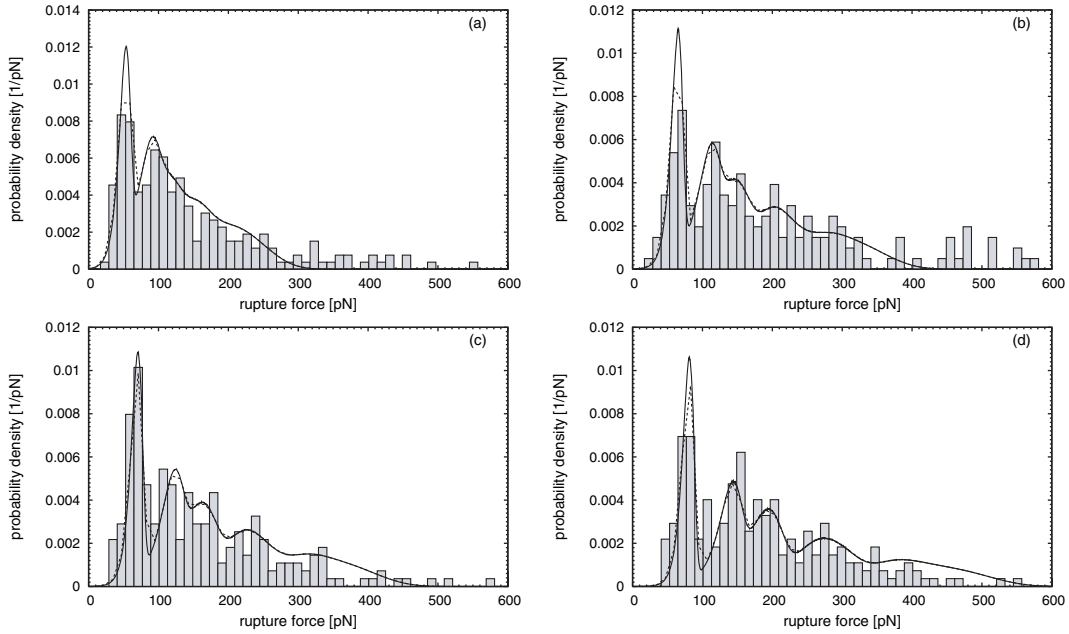 (a)
probability density [1/pN]
0.014
0.012
0.01
0.008
0.006
0.004
0.002
0
0 100 200 300 400 500 600
rupture force [pN]
(b)
probability density [1/pN]
0.012
0.01
0.008
0.006
0.004
0.002
0
0 100 200 300 400 500 600
rupture force [pN]
(c)
probability density [1/pN]
0.012
0.01
0.008
0.006
0.004
0.002
0
0 100 200 300 400 500 600
rupture force [pN]
(d)
probability density [1/pN]
0.012
0.01
0.008
0.006
0.004
0.002
0
0 100 200 300 400 500 600
rupture force [pN]